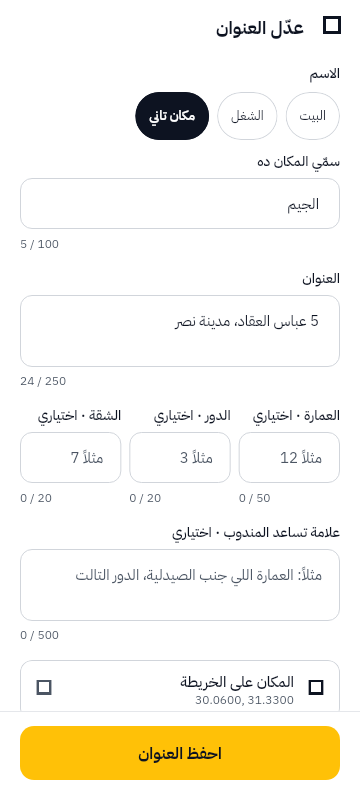 عدّل العنوان
الاسم
البيت الشغل مكان تاني
سمّي المكان ده
الجيم
5 / 100
العنوان
5 عباس العقاد، مدينة نصر
24 / 250
العمارة · اختياري الدور · اختياري الشقة · اختياري
مثلاً 12 مثلاً 3 مثلاً 7
0 / 50 0 / 20 0 / 20
علامة تساعد المندوب · اختياري
مثلاً: العمارة اللي جنب الصيدلية، الدور التالت
0 / 500
المكان على الخريطة
30.0600, 31.3300
احفظ العنوان